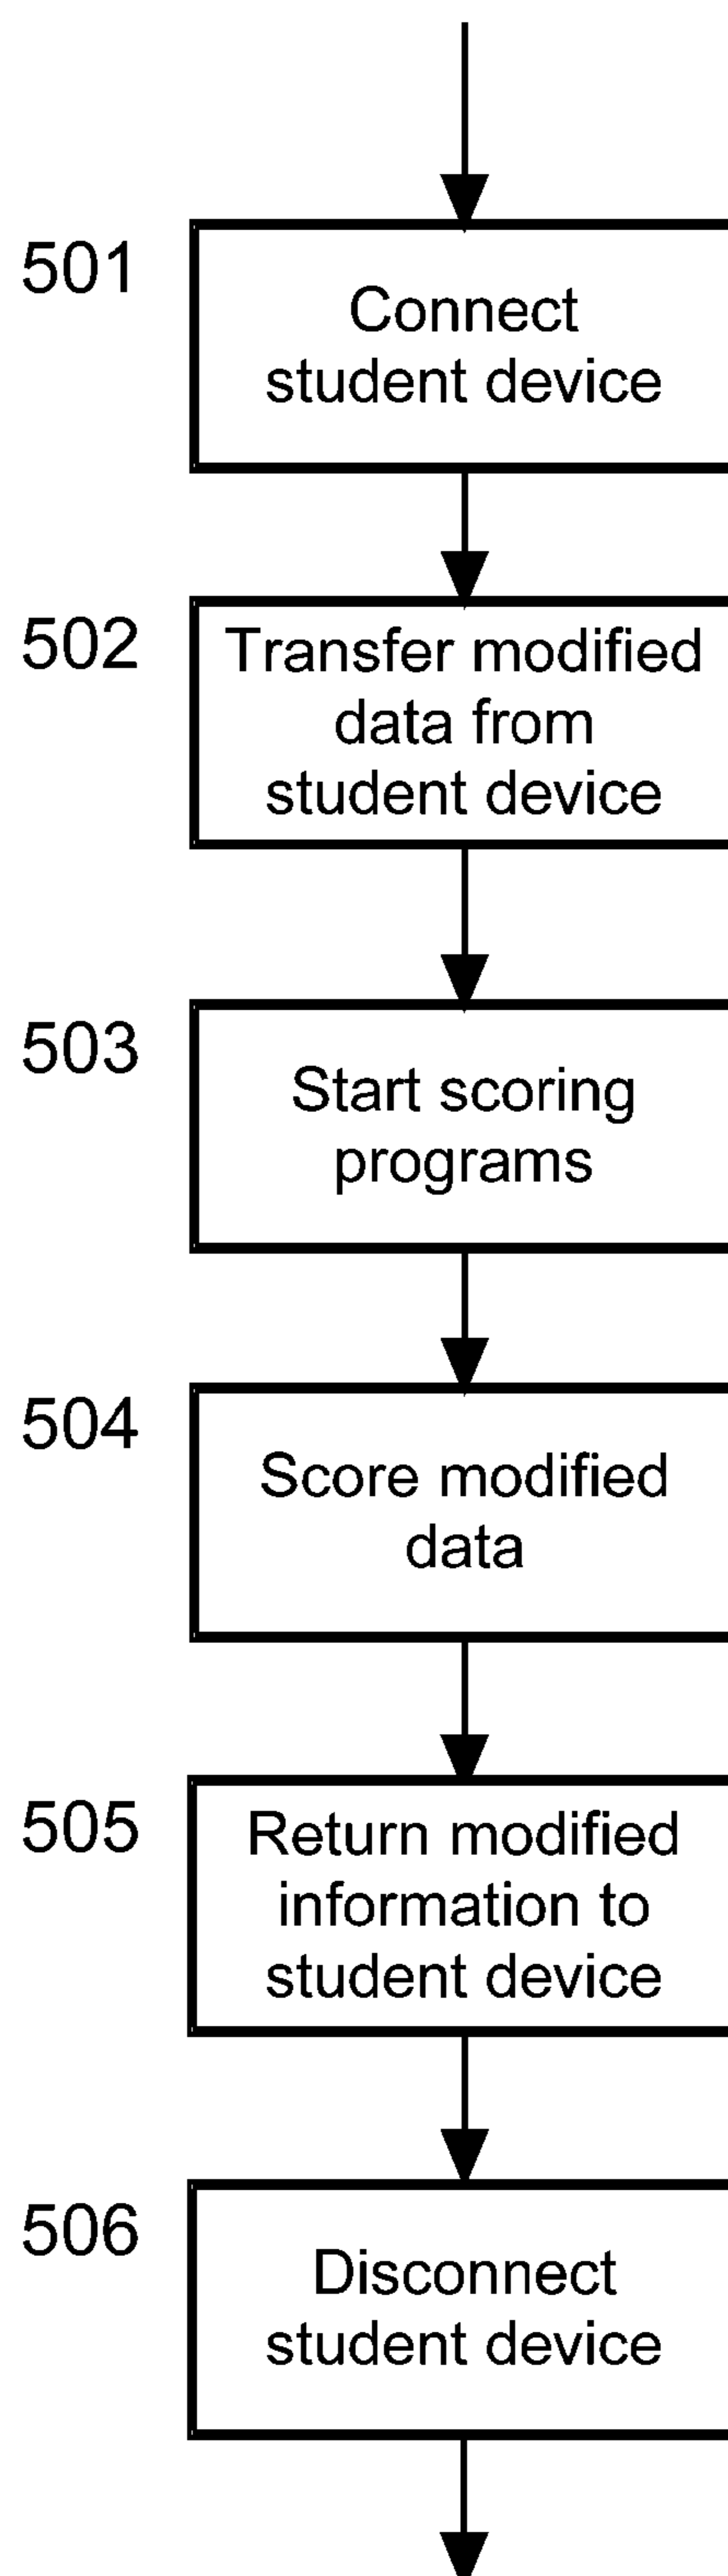 501
Connect
student device
502
Transfer modified
data from
student device
503
Start scoring
programs
504
Score modified
data
505
Return modified
information to
student device
506
Disconnect
student device